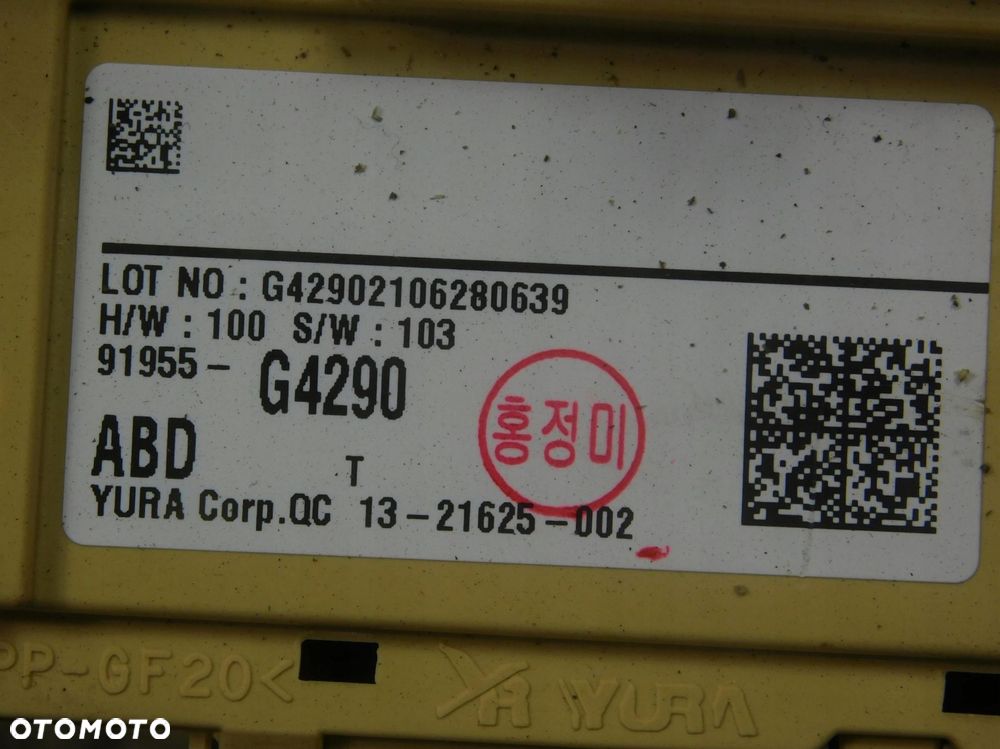 LOT NO : G42902106280639
H/W : 100 S/W : 103
91955- G4290
홍정미
ABD
T
YURA Corp.QC 13-21625-002
PP-GF20<
YR YURA
OTOMOTO